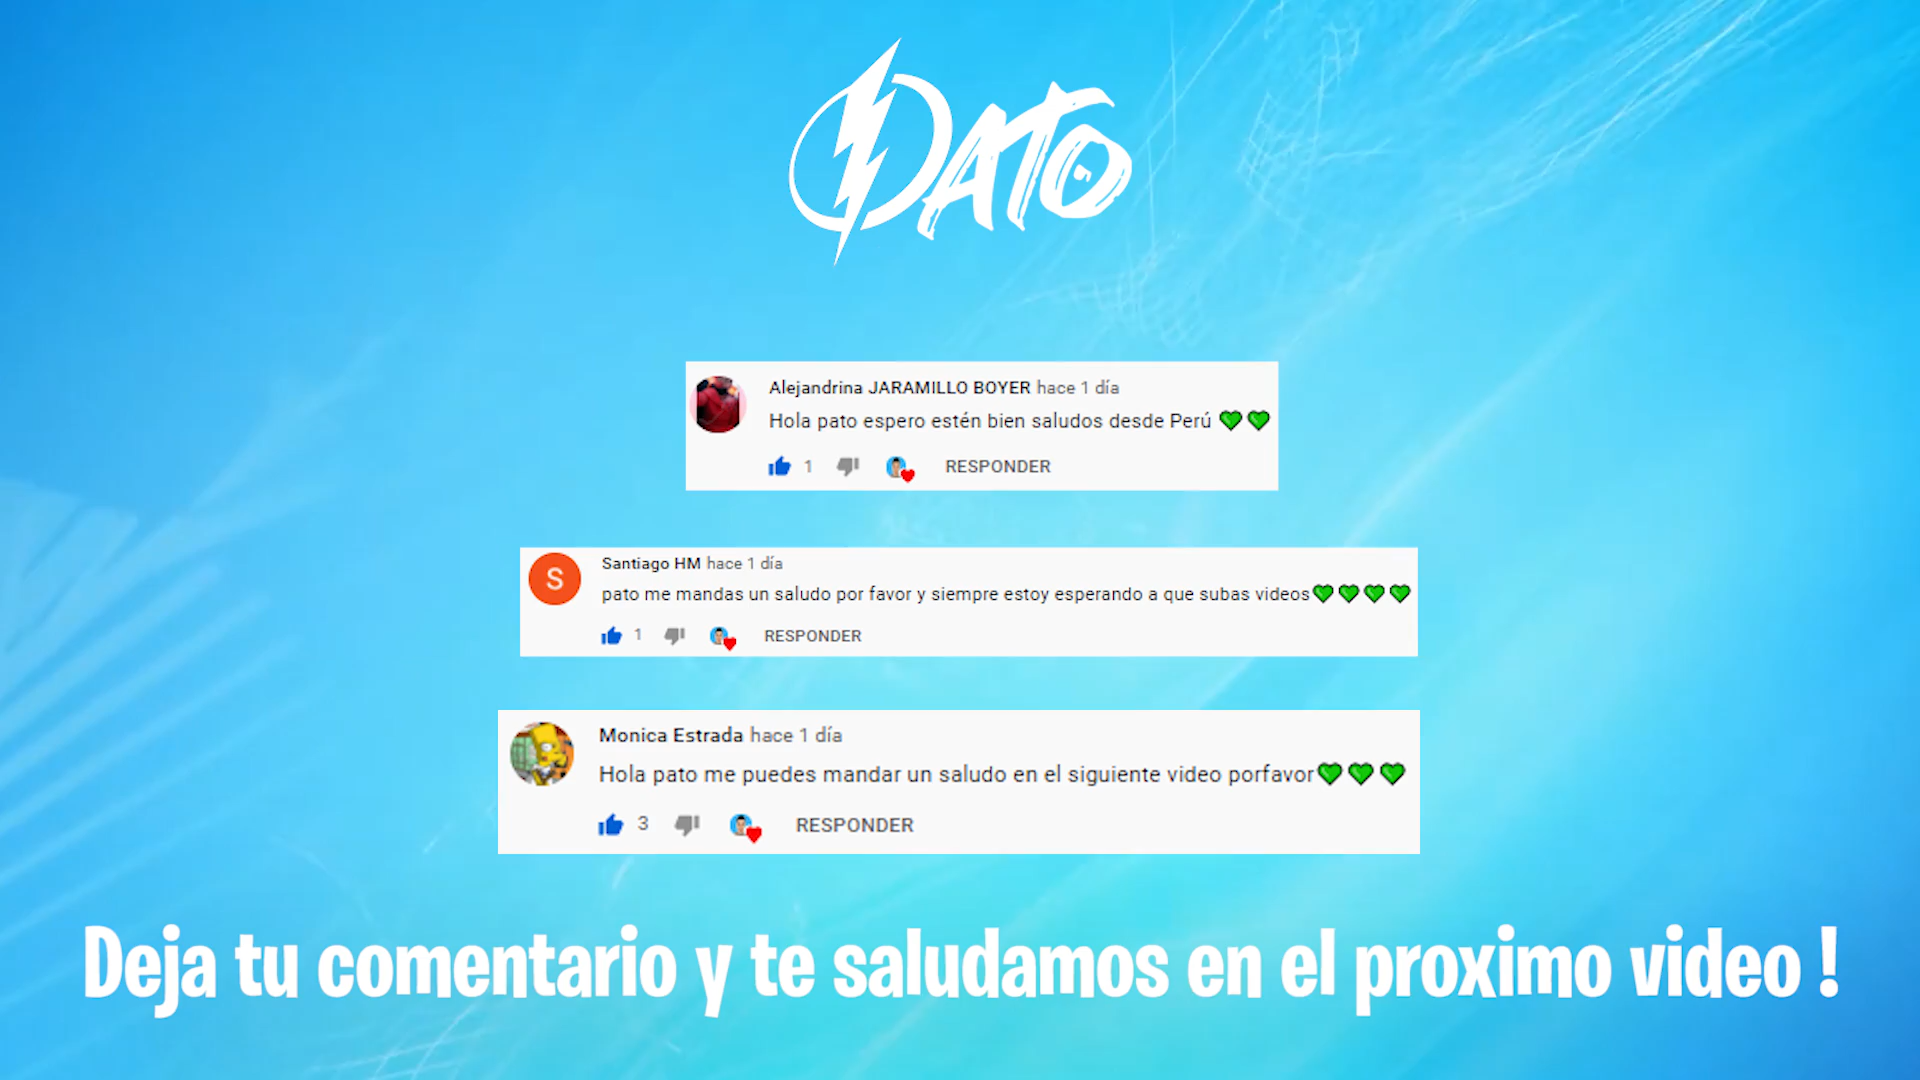 PATO
Alejandrina JARAMILLO BOYER hace 1 día
Hola pato espero estén bien saludos desde Perú 💚💚
1 RESPONDER
S
Santiago HM hace 1 día
pato me mandas un saludo por favor y siempre estoy esperando a que subas videos💚💚💚💚
1 RESPONDER
Monica Estrada hace 1 día
Hola pato me puedes mandar un saludo en el siguiente video porfavor💚💚💚
3 RESPONDER
Deja tu comentario y te saludamos en el proximo video !